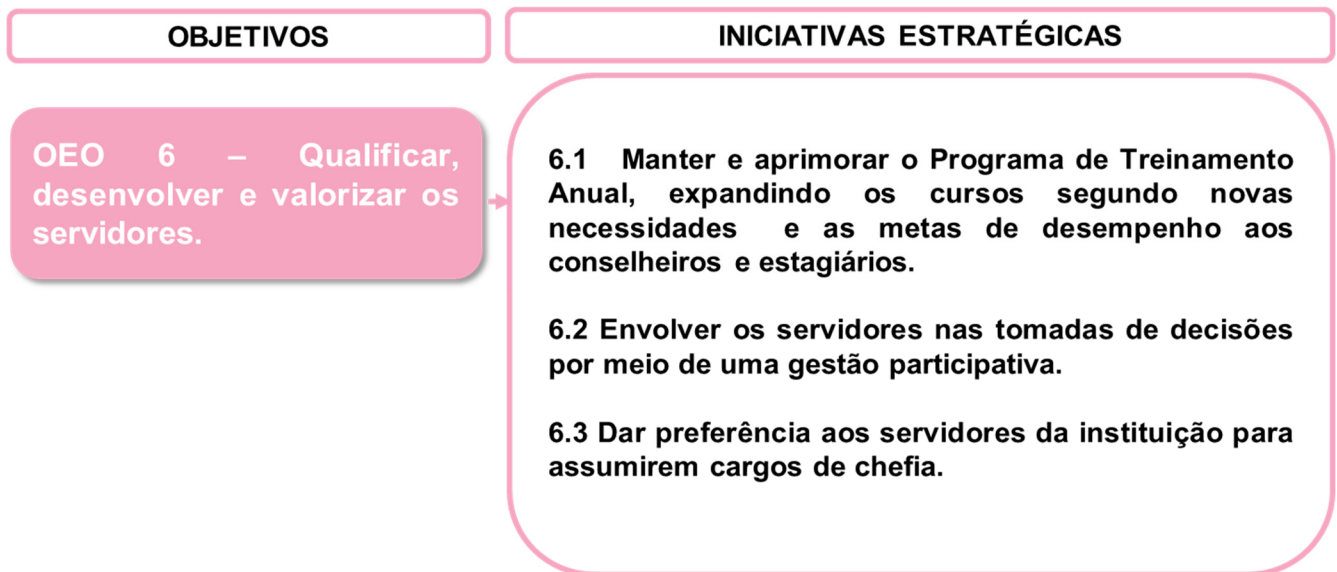 OBJETIVOS
INICIATIVAS ESTRATÉGICAS
OEO 6 – Qualificar,
desenvolver e valorizar os
servidores.
6.1 Manter e aprimorar o Programa de Treinamento
Anual, expandindo os cursos segundo novas
necessidades e as metas de desempenho aos
conselheiros e estagiários.
6.2 Envolver os servidores nas tomadas de decisões
por meio de uma gestão participativa.
6.3 Dar preferência aos servidores da instituição para
assumirem cargos de chefia.